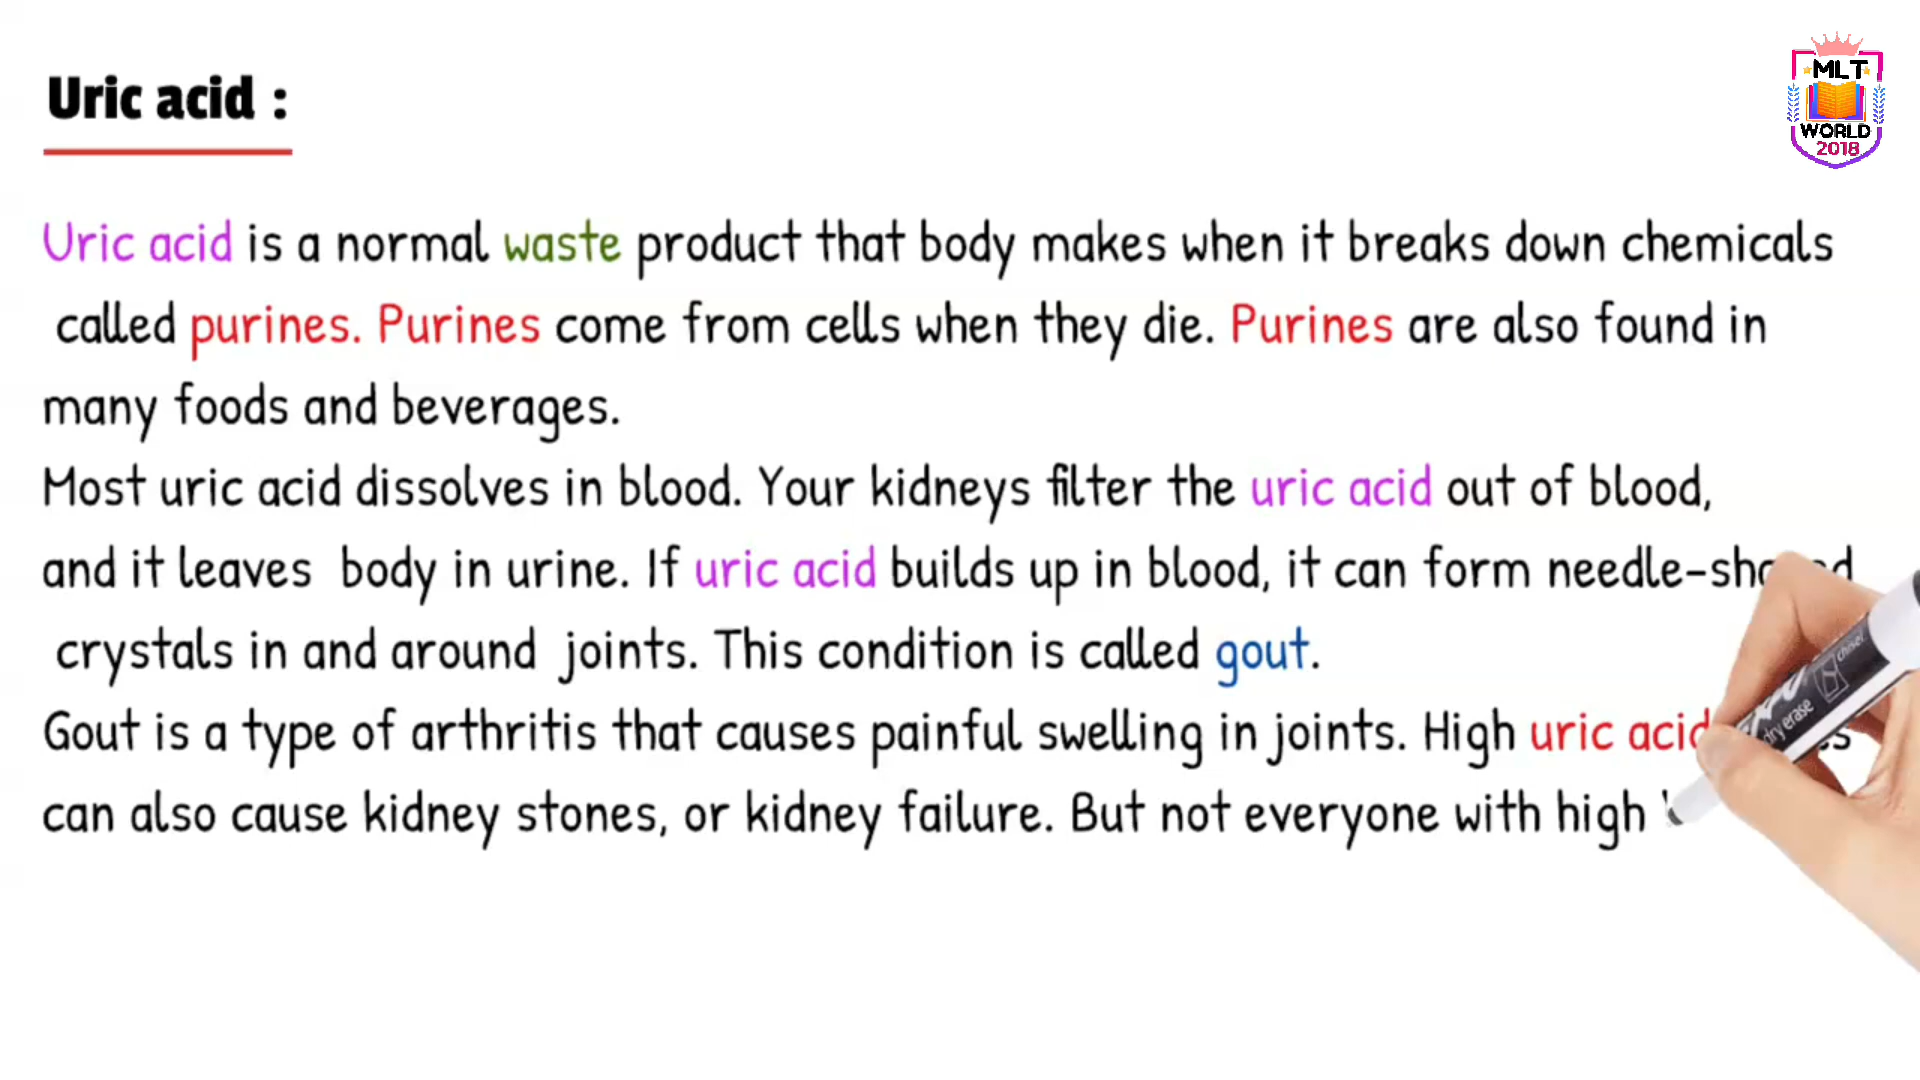 Uric acid :
MLT
WORLD
2018
Uric acid is a normal waste product that body makes when it breaks down chemicals
called purines. Purines come from cells when they die. Purines are also found in
many foods and beverages.
Most uric acid dissolves in blood. Your kidneys filter the uric acid out of blood,
and it leaves body in urine. If uric acid builds up in blood, it can form
crystals in and around joints. This condition is called gout.
Gout is a type of arthritis that causes painful swelling in joints. High uric acid
can also cause kidney stones, or kidney failure. But not everyone with high
dry erase
chisel